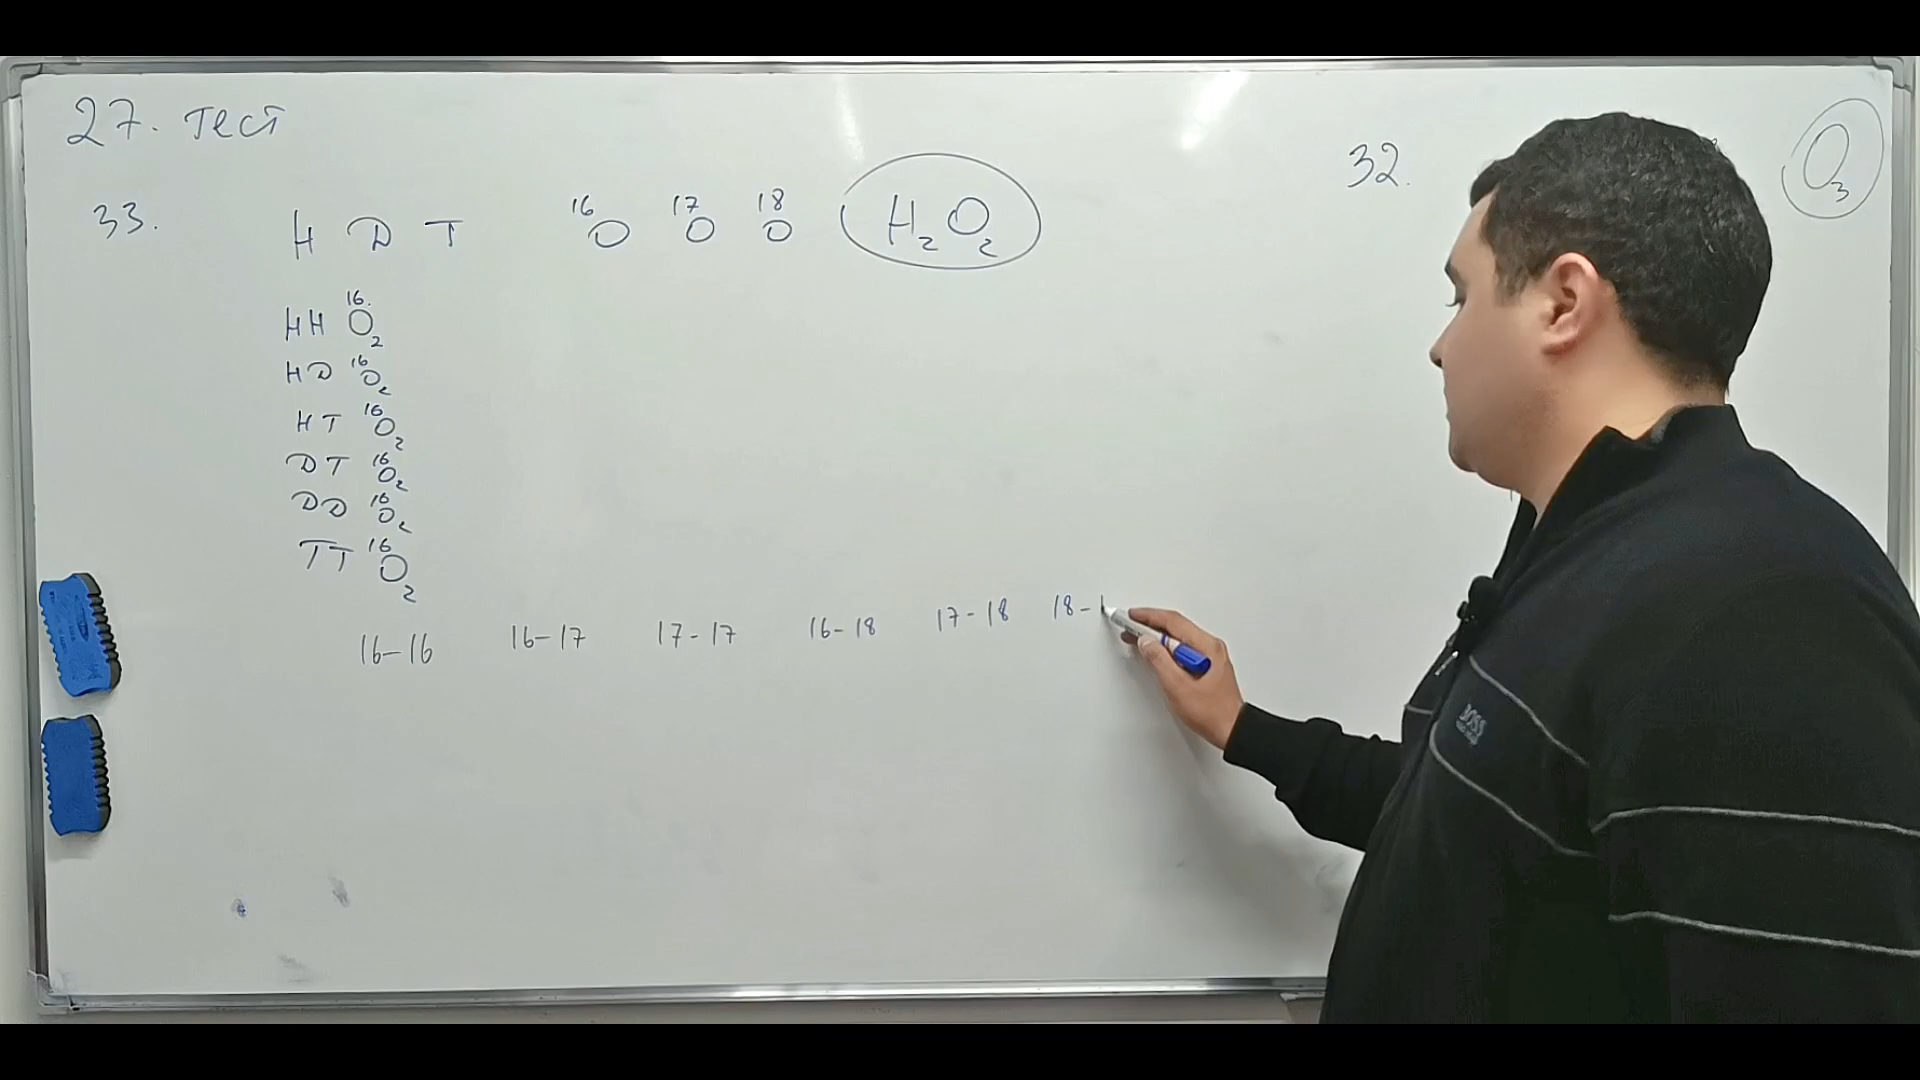 27. тест
32.
O3
33.
H D T
16O 17O 18O
H2O2
HH 16O2
HD 16O2
HT 16O2
DT 16O2
DD 16O2
TT 16O2
16-16 16-17 17-17 16-18 17-18 18-1
BOSS